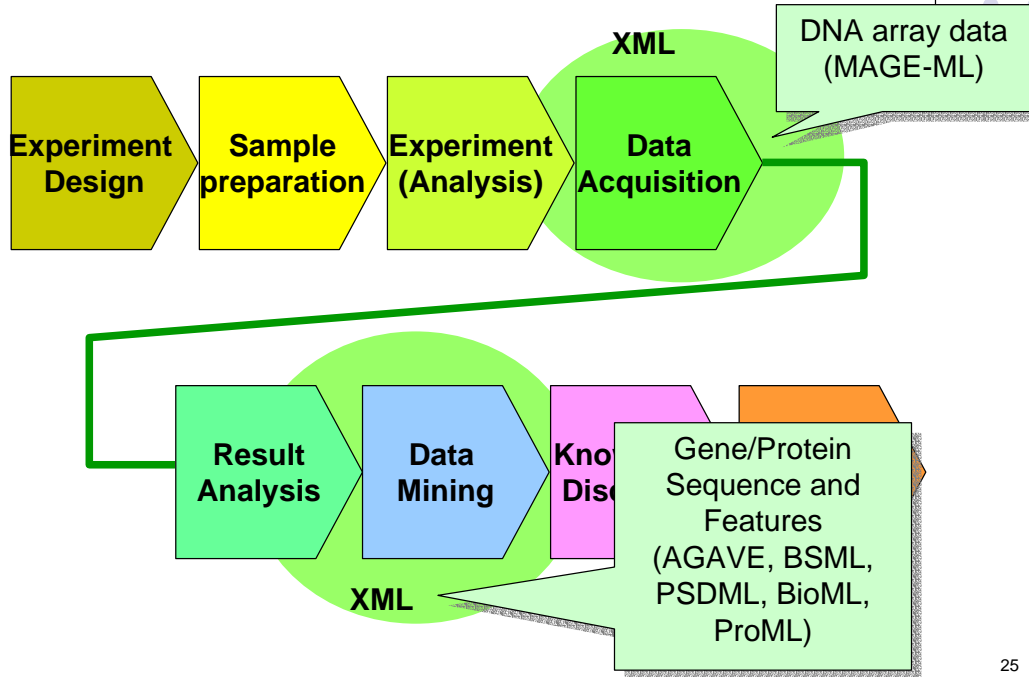 XML
DNA array data
(MAGE-ML)
Experiment
Design
Sample
preparation
Experiment
(Analysis)
Data
Acquisition
Result
Analysis
Data
Mining
Gene/Protein
Sequence and
Features
(AGAVE, BSML,
PSDML, BioML,
ProML)
XML
25